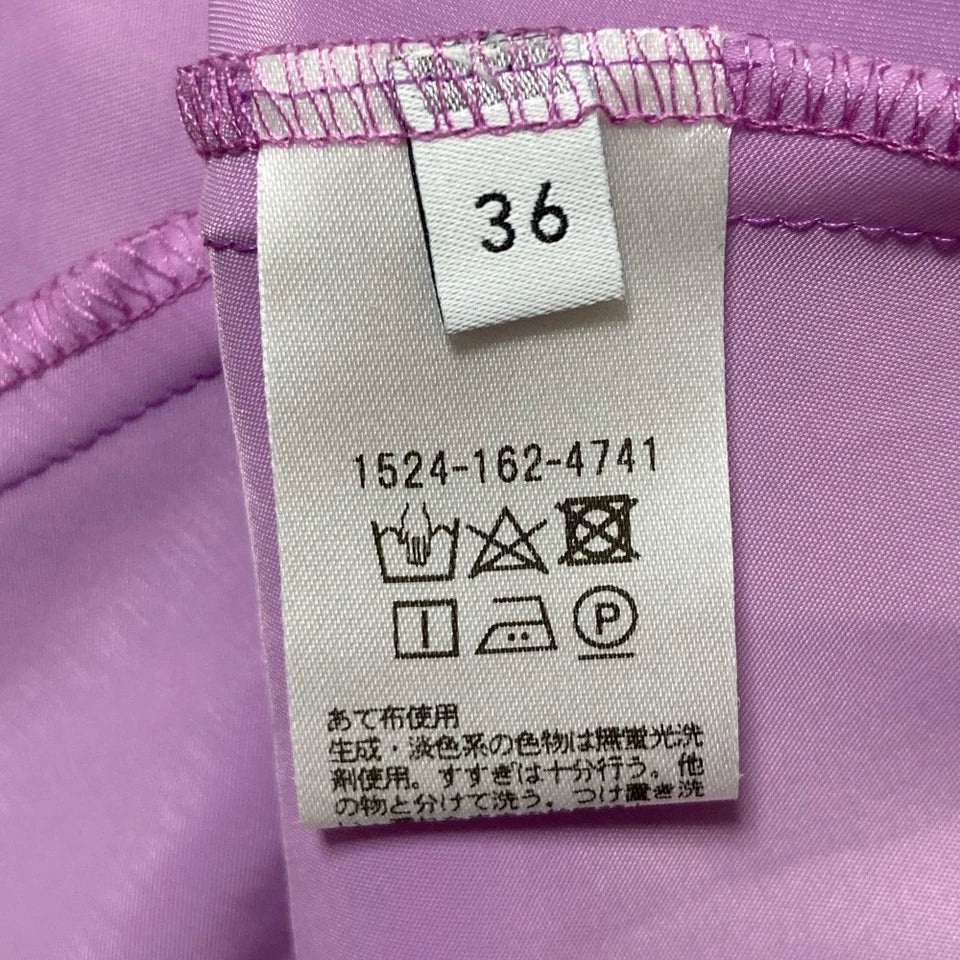 36
1524-162-4741
P
あて布使用
生成・淡色系の色物は無蛍光洗
剤使用。すすぎは十分行う。他
の物と分けて洗う。つけ置き洗